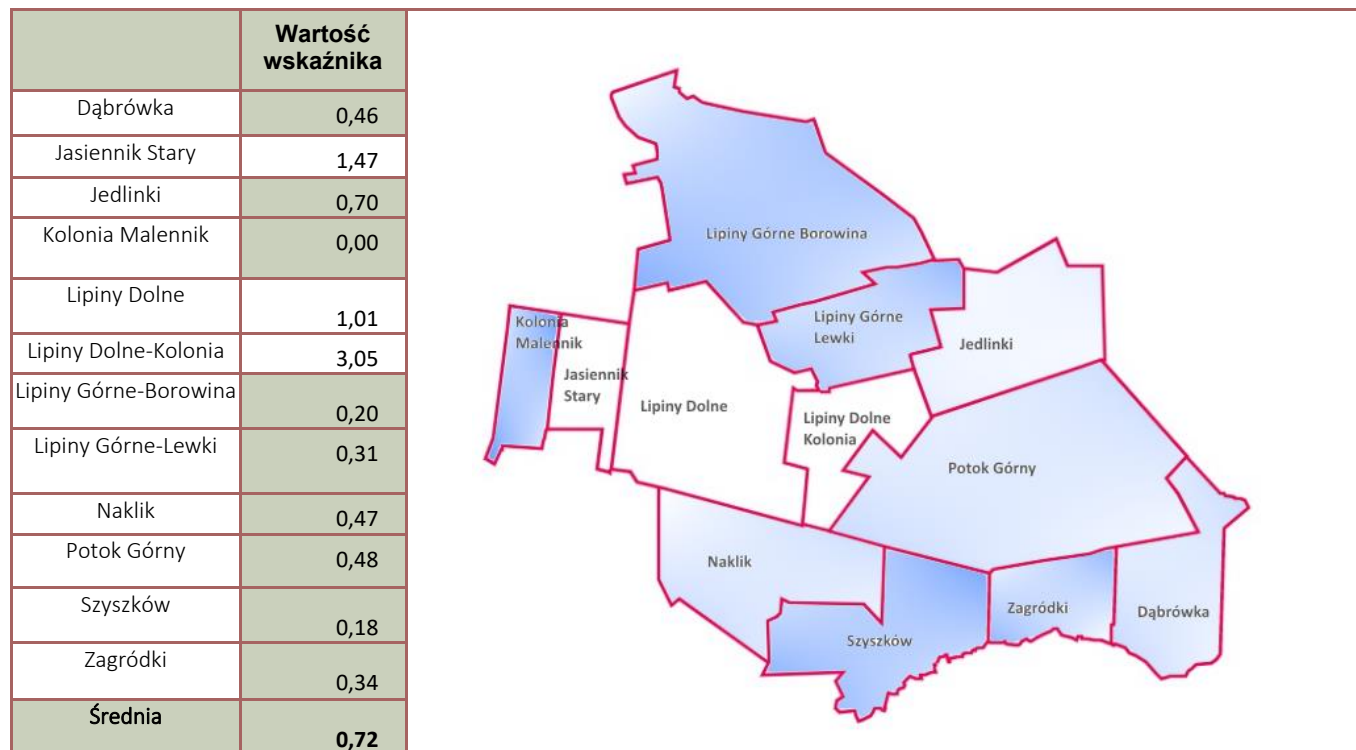 Wartość
wskaźnika
Dąbrówka 0,46
Jasiennik Stary 1,47
Jedlinki 0,70
Kolonia Malennik 0,00
Lipiny Dolne 1,01
Lipiny Dolne-Kolonia 3,05
Lipiny Górne-Borowina 0,20
Lipiny Górne-Lewki 0,31
Naklik 0,47
Potok Górny 0,48
Szyszków 0,18
Zagródki 0,34
Średnia 0,72
Lipiny Górne Borowina
Lipiny Górne
Lewki
Kolonia
Malennik
Jedlinki
Jasiennik
Stary
Lipiny Dolne
Lipiny Dolne
Kolonia
Potok Górny
Naklik
Zagródki
Dąbrówka
Szyszków